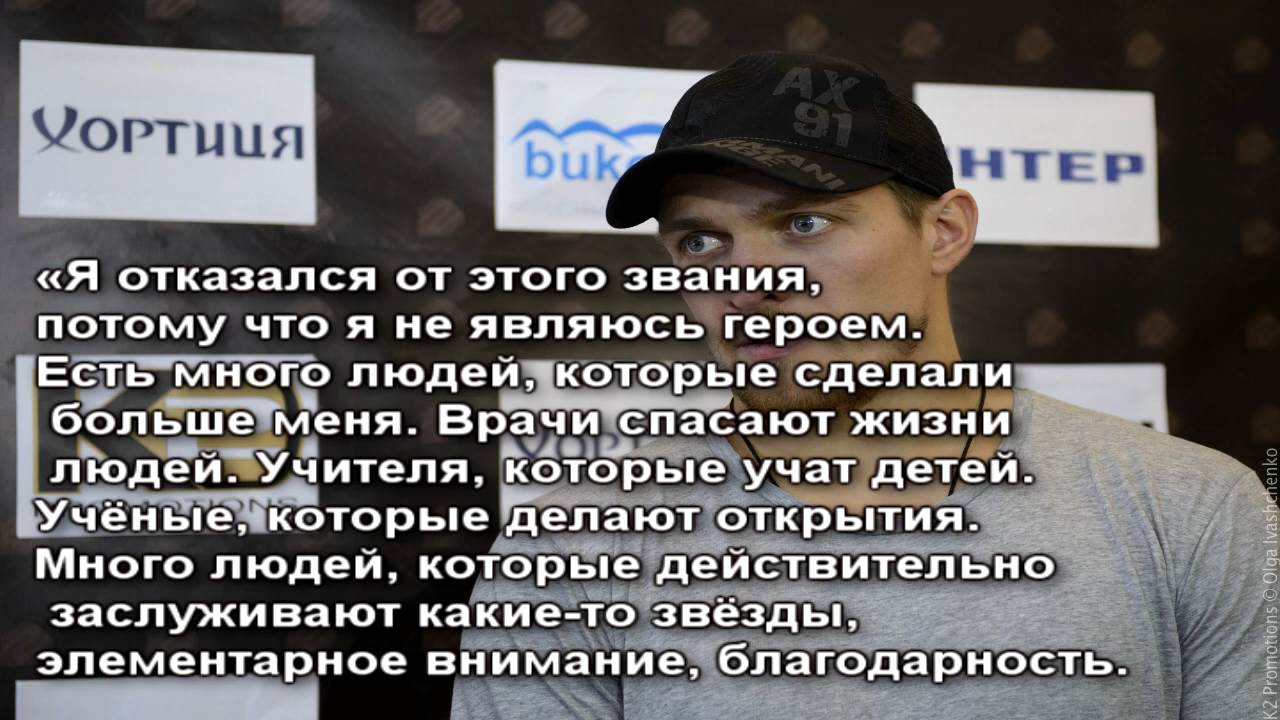 ХОРТИЦЯ
AX
91
НТЕР
«Я отказался от этого звания,
потому что я не являюсь героем.
Есть много людей, которые сделали
больше меня. Врачи спасают жизни
людей. Учителя, которые учат детей.
Учёные, которые делают открытия.
Много людей, которые действительно
заслуживают какие-то звёзды,
элементарное внимание, благодарность.
K2 Promotions © Olga Ivashchenko